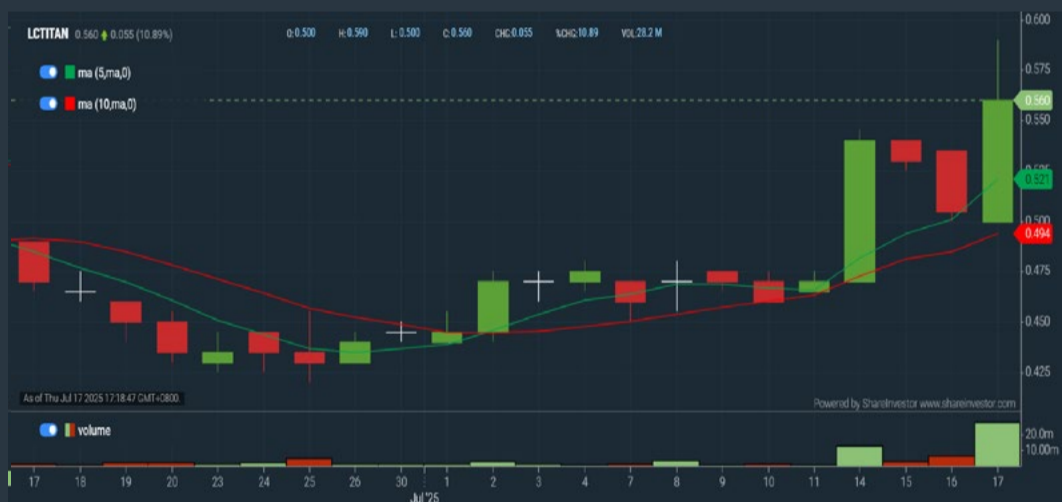 LCTITAN 0.560 0.055 (10.89%) O:0.500 H:0.590 L:0.500 C:0.560 CHG:0.055 %CHG:10.89 VOL:28.2 M
ma (5,ma,0)
ma (10,ma,0)
0.600
0.575
0.560
0.550
0.525
0.521
0.500
0.494
0.475
0.450
0.425
As of Thu Jul 17 2025 17:18:47 GMT+0800.
Powered by ShareInvestor www.shareinvestor.com
volume
20.0m
10.00m
17 18 19 20 23 24 25 26 30 1 2 3 4 7 8 9 10 11 14 15 16 17
Jul '25